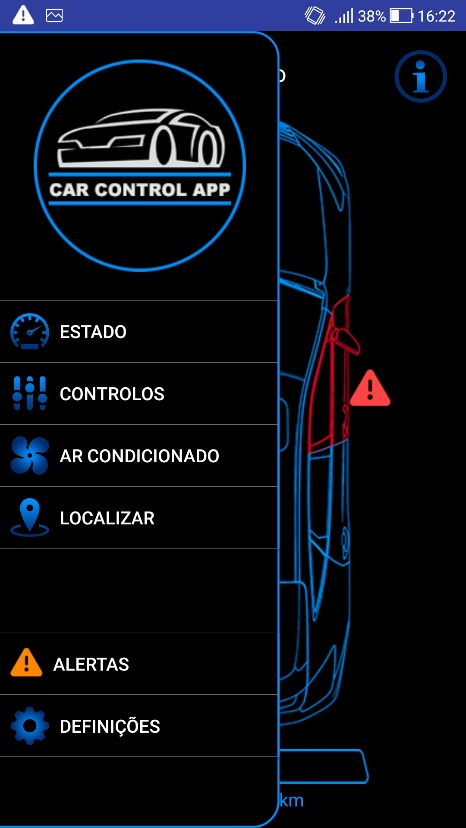 38% 16:22
o
CAR CONTROL APP
ESTADO
CONTROLOS
AR CONDICIONADO
LOCALIZAR
ALERTAS
DEFINIÇÕES
km